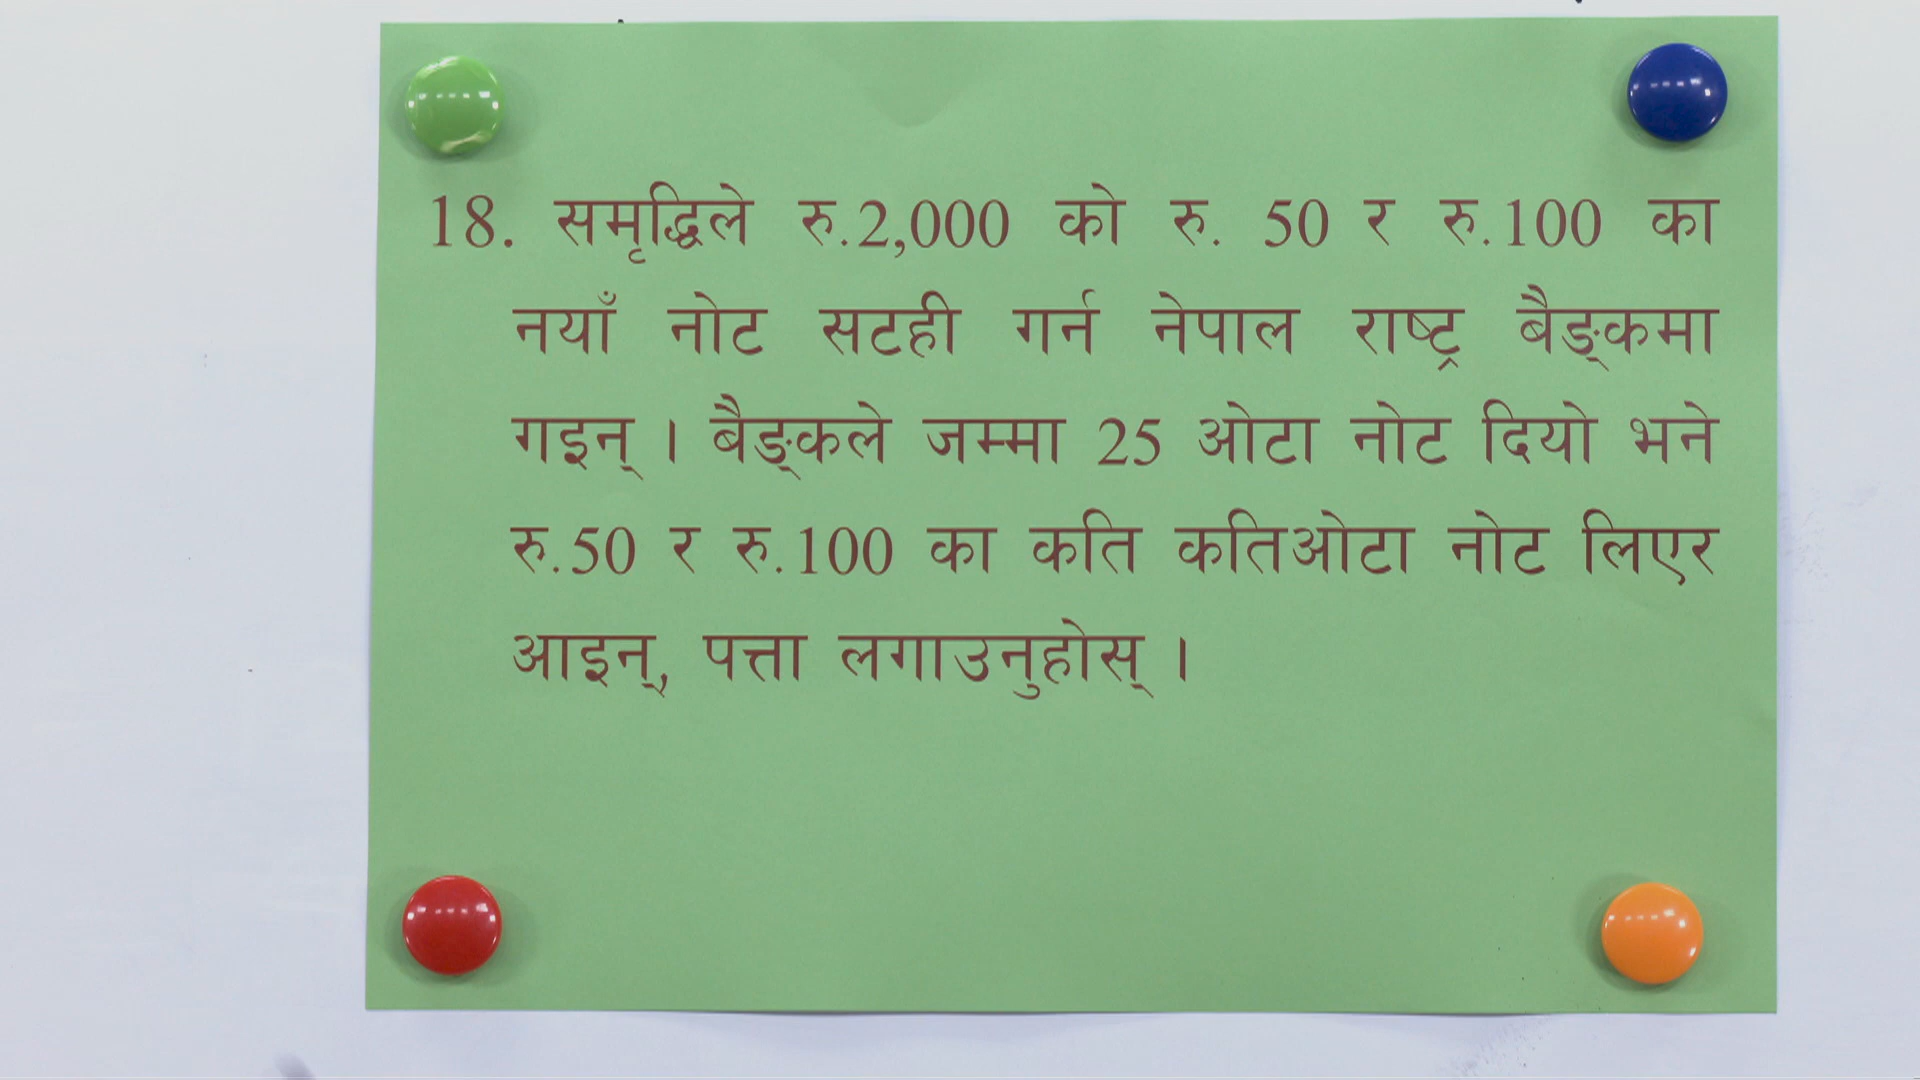 18. समृद्धिले रु.2,000 को रु. 50 र रु.100 का
नयाँ नोट सटही गर्न नेपाल राष्ट्र बैङ्कमा
गइन् । बैङ्कले जम्मा 25 ओटा नोट दियो भने
रु.50 र रु.100 का कति कतिओटा नोट लिएर
आइन्, पत्ता लगाउनुहोस् ।